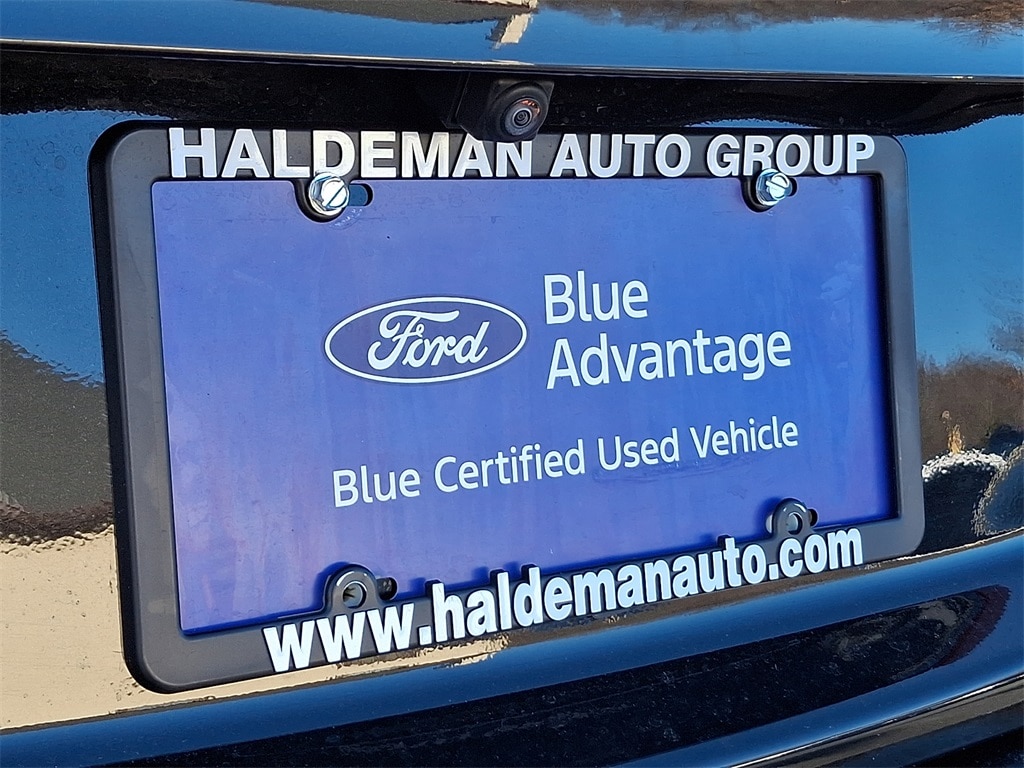 HALDEMAN AUTO GROUP
Ford
Blue
Advantage
Blue Certified Used Vehicle
www.haldemanauto.com